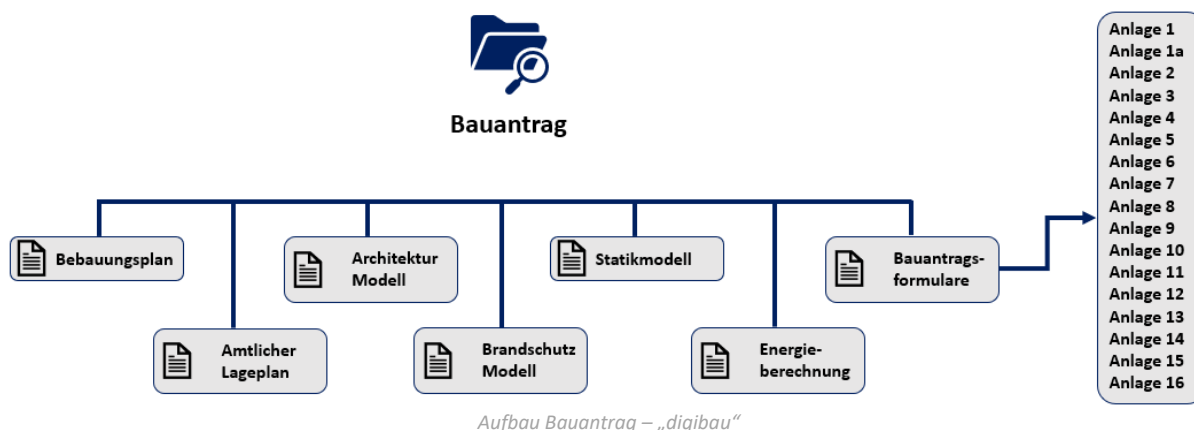 Bauantrag
Bebauungsplan
Architektur
Modell
Statikmodell
Bauantrags-
formulare
Amtlicher
Lageplan
Brandschutz
Modell
Energie-
berechnung
Anlage 1
Anlage 1a
Anlage 2
Anlage 3
Anlage 4
Anlage 5
Anlage 6
Anlage 7
Anlage 8
Anlage 9
Anlage 10
Anlage 11
Anlage 12
Anlage 13
Anlage 14
Anlage 15
Anlage 16
Aufbau Bauantrag – „digibau“